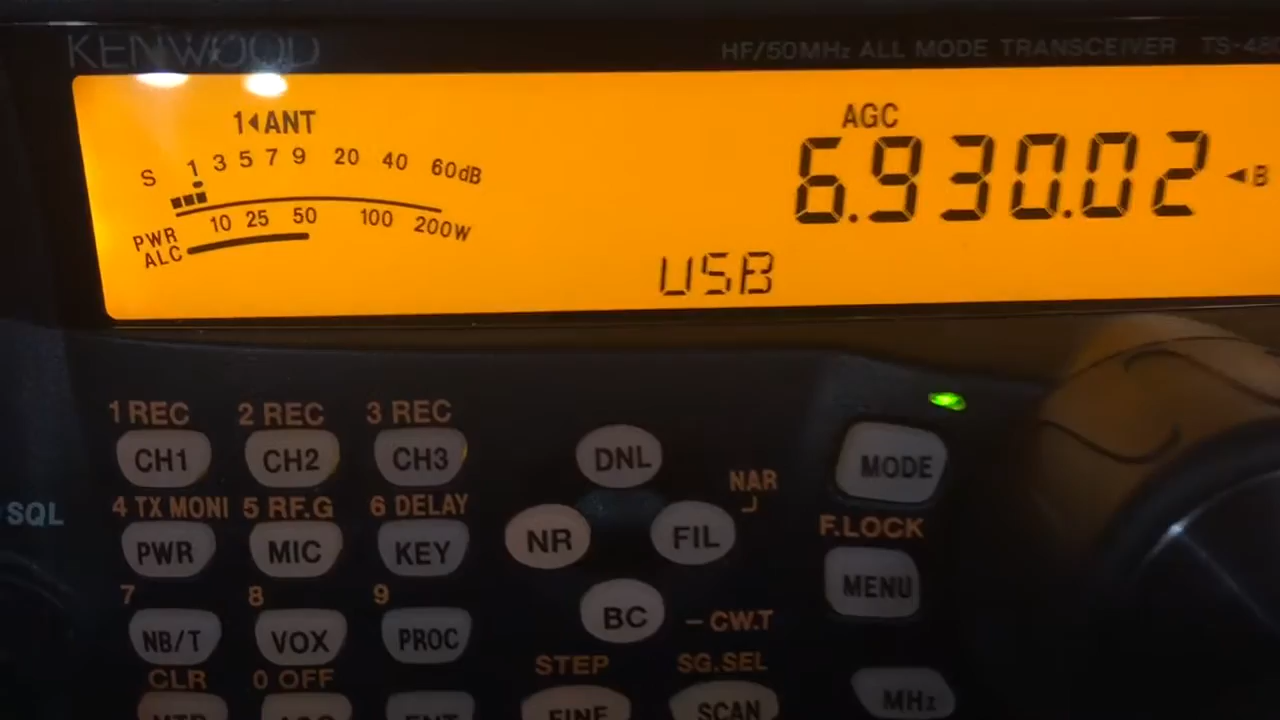 KENWOOD
HF/50MHz ALL MODE TRANSCEIVER TS-480
1◄ANT
AGC
S 1 3 5 7 9 20 40 60dB
6.930.02 ◄B
PWR 10 25 50 100 200W
ALC
USB
1 REC 2 REC 3 REC
CH1 CH2 CH3 DNL MODE
NAR
SQL 4 TX MONI 5 RF.G 6 DELAY
F.LOCK
PWR MIC KEY NR FIL
MENU
7 8 9
BC – CW.T
NB/T VOX PROC
STEP SG.SEL
CLR 0 OFF
MHz
FINE SCAN